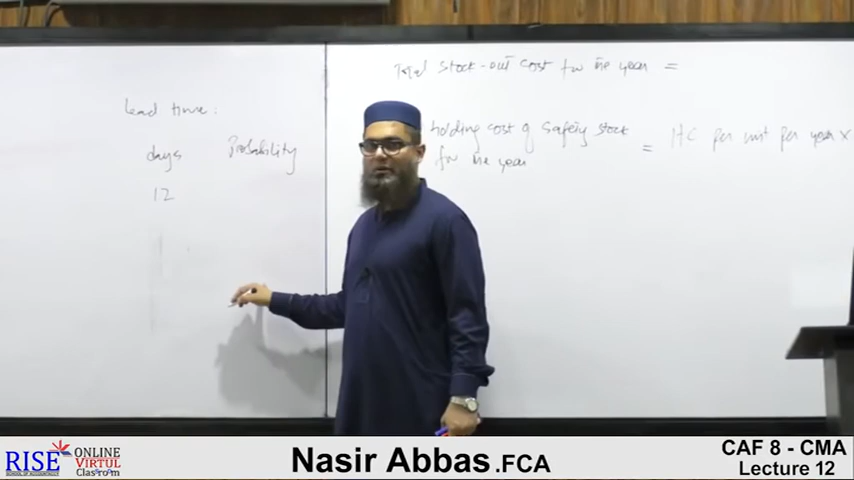 Total stock-out cost for the year =
Lead time:
days Probability
12
holding cost of safety stock
for the year
= HC per unit per year x
RISE
ONLINE
VIRTUL
Classroom
Nasir Abbas.FCA
CAF 8 - CMA
Lecture 12